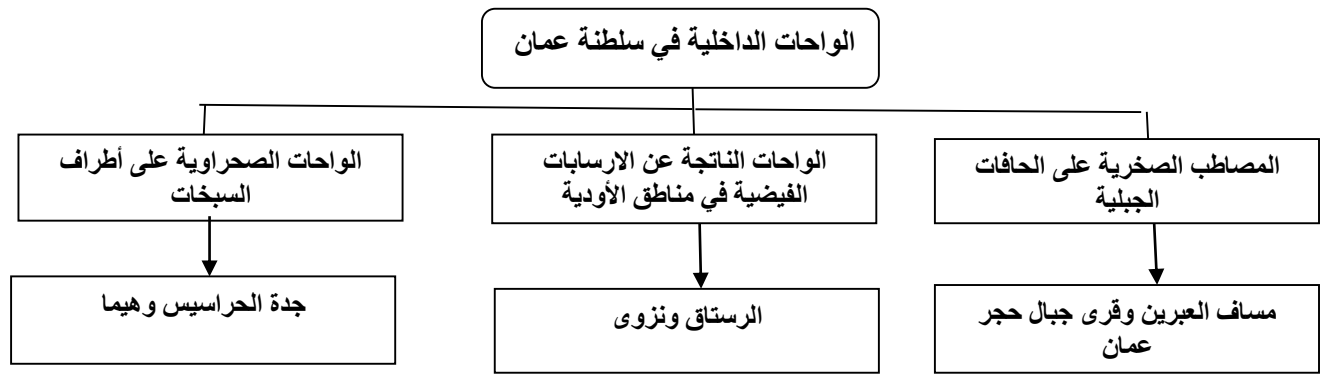 الواحات الداخلية في سلطنة عمان
المصاطب الصخرية على الحافات
الجبلية
الواحات الناتجة عن الارسابات
الفيضية في مناطق الأودية
الواحات الصحراوية على أطراف
السبخات
مساف العبرين وقرى جبال حجر
عمان
الرستاق ونزوى
جدة الحراسيس وهيما